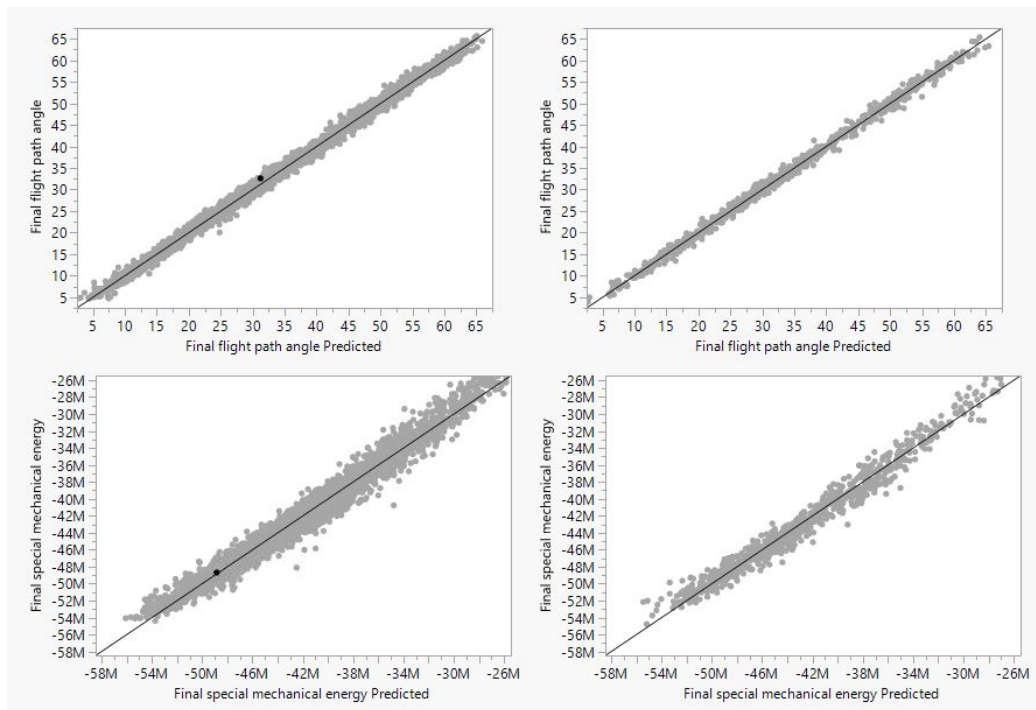 Final flight path angle
65
60
55
50
45
40
35
30
25
20
15
10
5
5 10 15 20 25 30 35 40 45 50 55 60 65
Final flight path angle Predicted
Final flight path angle
65
60
55
50
45
40
35
30
25
20
15
10
5
5 10 15 20 25 30 35 40 45 50 55 60 65
Final flight path angle Predicted
Final special mechanical energy
-26M
-28M
-30M
-32M
-34M
-36M
-38M
-40M
-42M
-44M
-46M
-48M
-50M
-52M
-54M
-56M
-58M
-58M -54M -50M -46M -42M -38M -34M -30M -26M
Final special mechanical energy Predicted
Final special mechanical energy
-26M
-28M
-30M
-32M
-34M
-36M
-38M
-40M
-42M
-44M
-46M
-48M
-50M
-52M
-54M
-56M
-58M
-58M -54M -50M -46M -42M -38M -34M -30M -26M
Final special mechanical energy Predicted